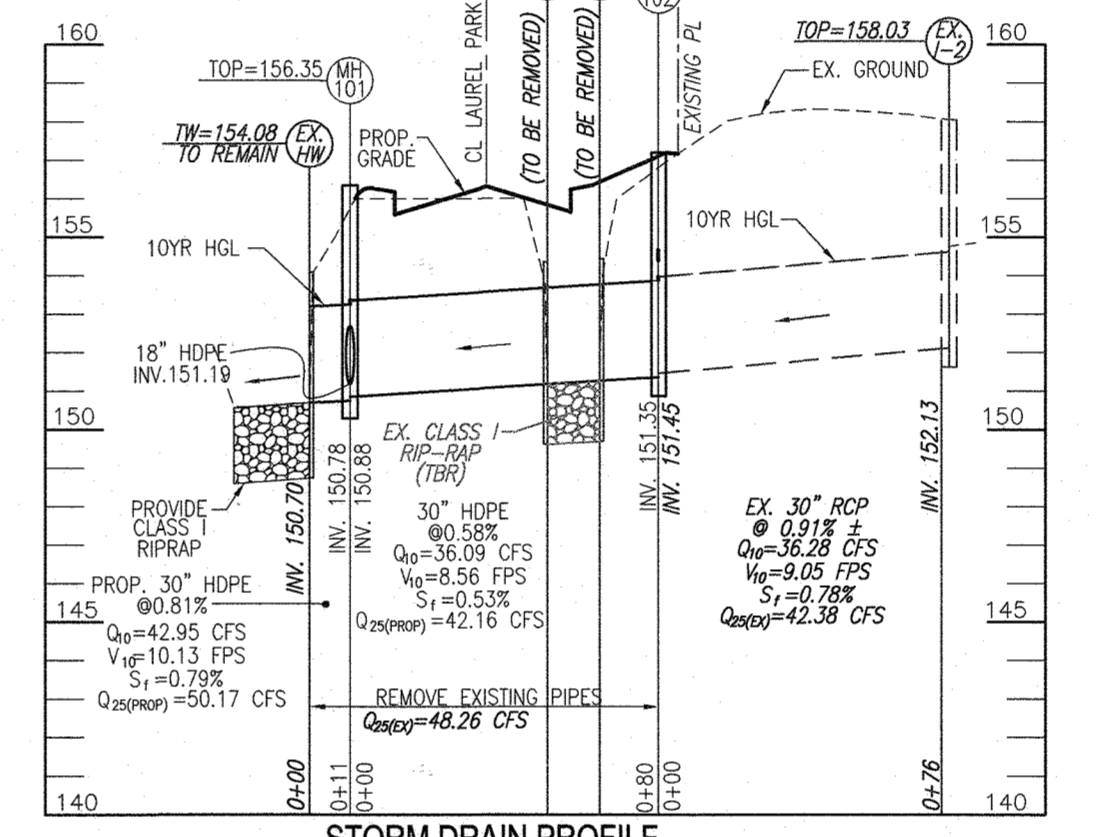 160
TOP=156.35
MH
101
TW=154.08
TO REMAIN
EX.
HW
PROP.
GRADE
CL LAUREL PARK
(TO BE REMOVED)
(TO BE REMOVED)
102
EXISTING PL
TOP=158.03
EX.
I-2
160
EX. GROUND
155
10YR HGL
10YR HGL
155
18" HDPE
INV.151.19
150
150
PROVIDE
CLASS I
RIPRAP
INV. 150.70
INV. 150.78
INV. 150.88
EX. CLASS I
RIP-RAP
(TBR)
INV. 151.35
INV. 151.45
INV. 152.13
PROP. 30" HDPE
@0.81%
Q10=42.95 CFS
V10=10.13 FPS
Sf=0.79%
Q25(PROP)=50.17 CFS
30" HDPE
@0.58%
Q10=36.09 CFS
V10=8.56 FPS
Sf=0.53%
Q25(PROP)=42.16 CFS
EX. 30" RCP
@ 0.91% ±
Q10=36.28 CFS
V10=9.05 FPS
Sf=0.78%
Q25(EX)=42.38 CFS
145
145
REMOVE EXISTING PIPES
Q25(EX)=48.26 CFS
0+00
0+11
0+00
0+80
0+00
0+76
140
140
STORM DRAIN PROFILE